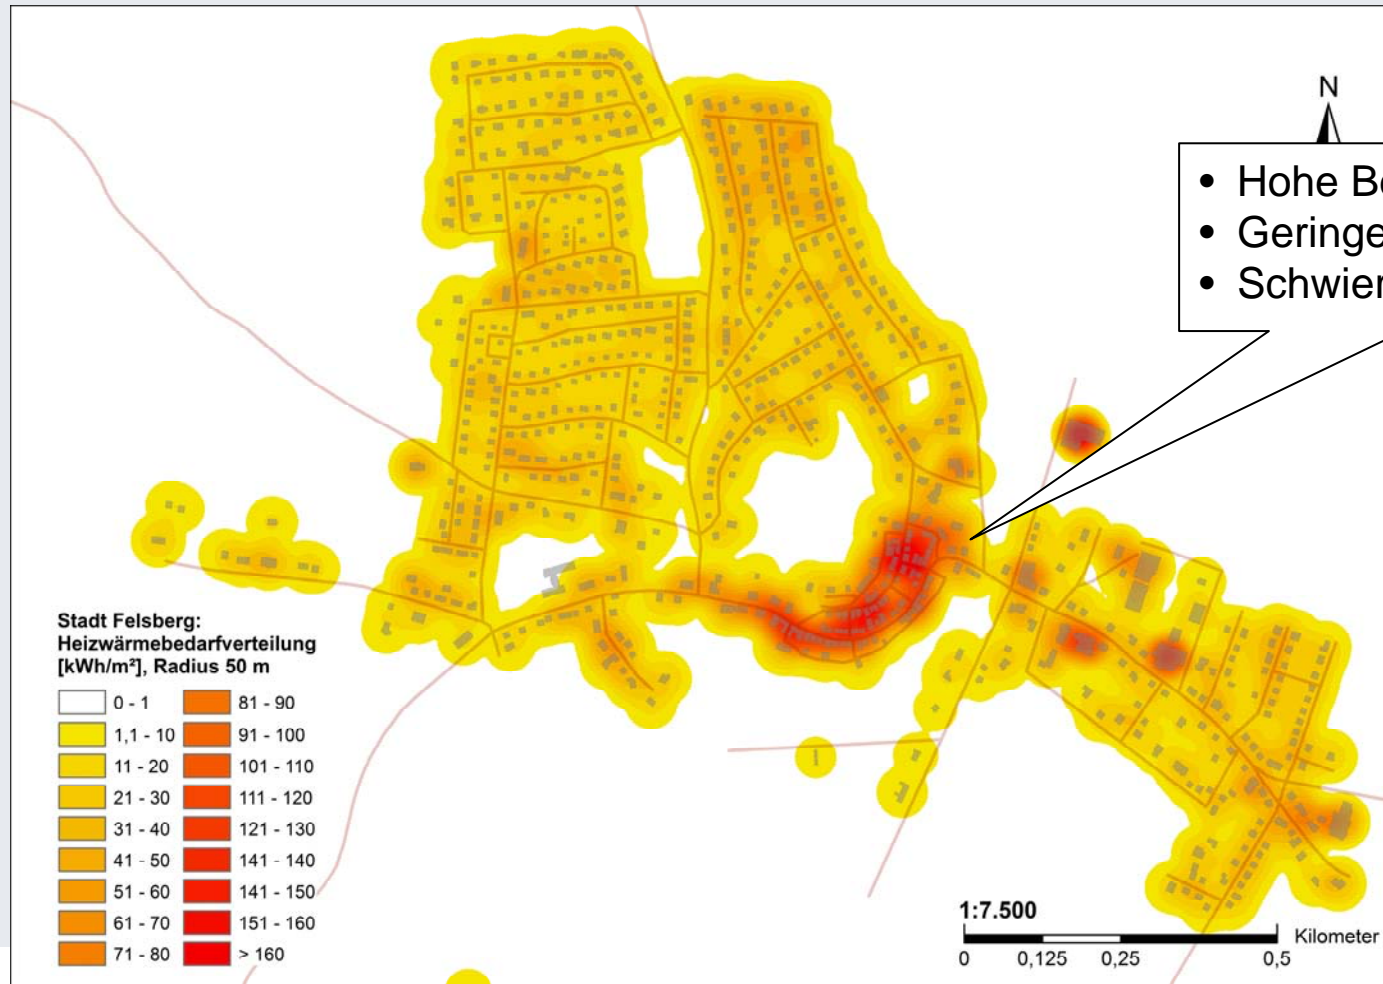 N
• Hohe
• Geringe
• Schwier
Stadt Felsberg:
Heizwärmebedarfverteilung
[kWh/m²], Radius 50 m
0 - 1
1,1 - 10
11 - 20
21 - 30
31 - 40
41 - 50
51 - 60
61 - 70
71 - 80
81 - 90
91 - 100
101 - 110
111 - 120
121 - 130
141 - 140
141 - 150
151 - 160
> 160
1:7.500
Kilometer
0 0,125 0,25 0,5